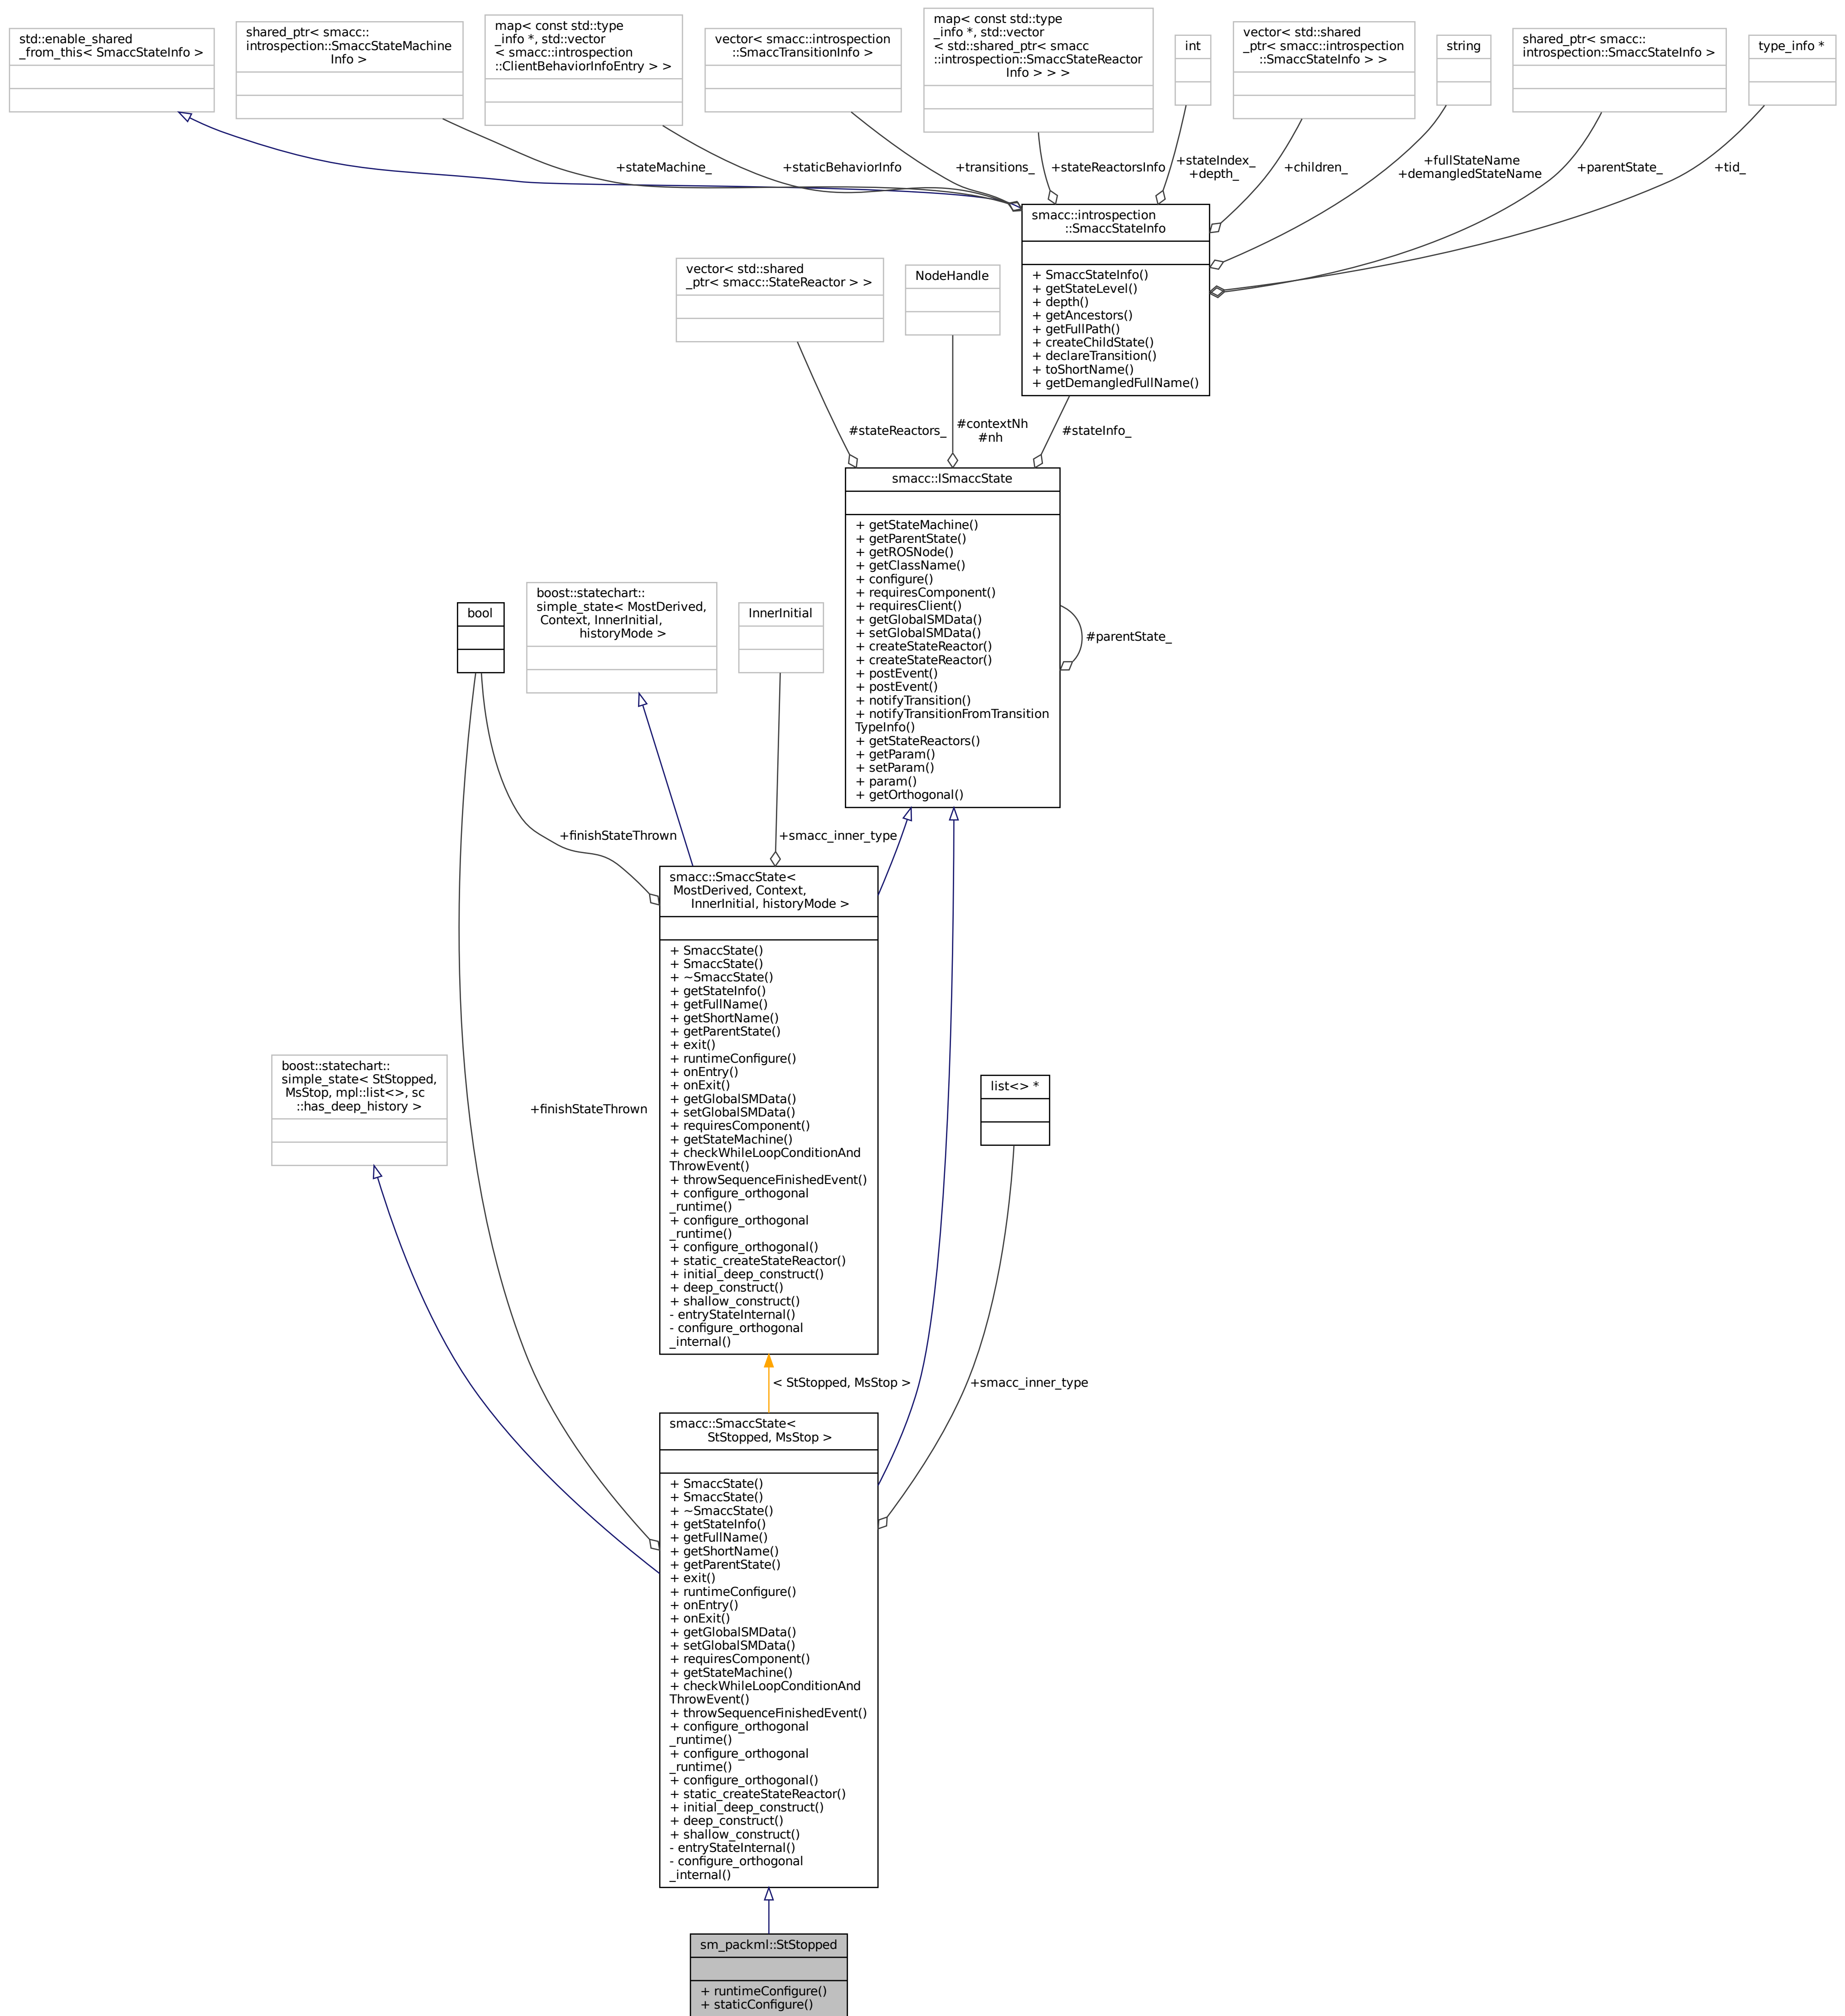 std::enable_shared
_from_this< SmaccStateInfo >
shared_ptr< smacc::
introspection::SmaccStateMachine
Info >
map< const std::type
_info *, std::vector
< smacc::introspection
::ClientBehaviorInfoEntry > >
vector< smacc::introspection
::SmaccTransitionInfo >
map< const std::type
_info *, std::vector
< std::shared_ptr< smacc
::introspection::SmaccStateReactor
Info > > >
int
vector< std::shared
_ptr< smacc::introspection
::SmaccStateInfo > >
string
shared_ptr< smacc::
introspection::SmaccStateInfo >
type_info *
+stateMachine_
+staticBehaviorInfo
+transitions_
+stateReactorsInfo
+stateIndex_
+depth_
+children_
+fullStateName
+demangledStateName
+parentState_
+tid_
smacc::introspection
::SmaccStateInfo
+ SmaccStateInfo()
+ getStateLevel()
+ depth()
+ getAncestors()
+ getFullPath()
+ createChildState()
+ declareTransition()
+ toShortName()
+ getDemangledFullName()
vector< std::shared
_ptr< smacc::StateReactor > >
NodeHandle
#stateReactors_
#contextNh
#nh
#stateInfo_
smacc::ISmaccState
+ getStateMachine()
+ getParentState()
+ getROSNode()
+ getClassName()
+ configure()
+ requiresComponent()
+ requiresClient()
+ getGlobalSMData()
+ setGlobalSMData()
+ createStateReactor()
+ createStateReactor()
+ postEvent()
+ postEvent()
+ notifyTransition()
+ notifyTransitionFromTransition
TypeInfo()
+ getStateReactors()
+ getParam()
+ setParam()
+ param()
+ getOrthogonal()
#parentState_
bool
boost::statechart::
simple_state< MostDerived,
Context, InnerInitial,
historyMode >
InnerInitial
+finishStateThrown
+smacc_inner_type
smacc::SmaccState<
MostDerived, Context,
InnerInitial, historyMode >
+ SmaccState()
+ SmaccState()
+ ~SmaccState()
+ getStateInfo()
+ getFullName()
+ getShortName()
+ getParentState()
+ exit()
+ runtimeConfigure()
+ onEntry()
+ onExit()
+ getGlobalSMData()
+ setGlobalSMData()
+ requiresComponent()
+ getStateMachine()
+ checkWhileLoopConditionAnd
ThrowEvent()
+ throwSequenceFinishedEvent()
+ configure_orthogonal
_runtime()
+ configure_orthogonal
_runtime()
+ configure_orthogonal()
+ static_createStateReactor()
+ initial_deep_construct()
+ deep_construct()
+ shallow_construct()
- entryStateInternal()
- configure_orthogonal
_internal()
boost::statechart::
simple_state< StStopped,
MsStop, mpl::list<>, sc
::has_deep_history >
+finishStateThrown
list<> *
< StStopped, MsStop >
+smacc_inner_type
smacc::SmaccState<
StStopped, MsStop >
+ SmaccState()
+ SmaccState()
+ ~SmaccState()
+ getStateInfo()
+ getFullName()
+ getShortName()
+ getParentState()
+ exit()
+ runtimeConfigure()
+ onEntry()
+ onExit()
+ getGlobalSMData()
+ setGlobalSMData()
+ requiresComponent()
+ getStateMachine()
+ checkWhileLoopConditionAnd
ThrowEvent()
+ throwSequenceFinishedEvent()
+ configure_orthogonal
_runtime()
+ configure_orthogonal
_runtime()
+ configure_orthogonal()
+ static_createStateReactor()
+ initial_deep_construct()
+ deep_construct()
+ shallow_construct()
- entryStateInternal()
- configure_orthogonal
_internal()
sm_packml::StStopped
+ runtimeConfigure()
+ staticConfigure()